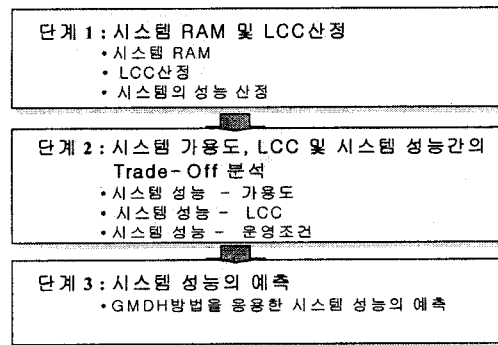 단계 1 : 시스템 RAM 및 LCC산정
• 시스템 RAM
• LCC산정
• 시스템의 성능 산정
단계 2 : 시스템 가용도, LCC 및 시스템 성능간의
Trade- Off 분석
• 시스템 성능 - 가용도
• 시스템 성능 - LCC
• 시스템 성능 - 운영조건
단계 3 : 시스템 성능의 예측
• GMDH방법을 응용한 시스템 성능의 예측